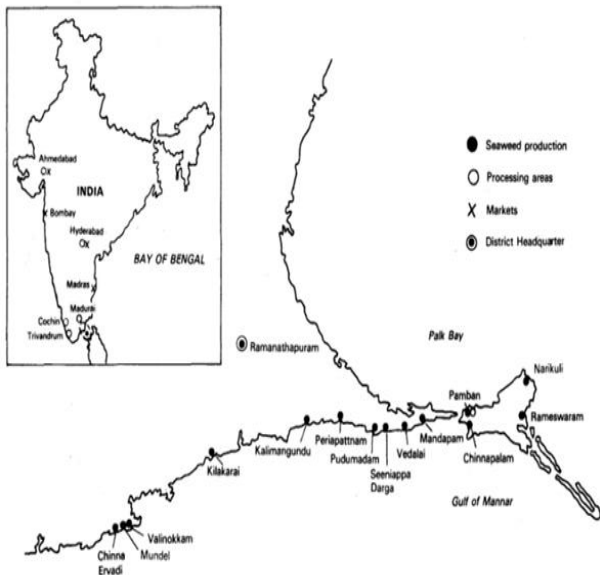 Ahmedabad
INDIA
Bombay
Hyderabad
BAY OF BENGAL
Madras
Madurai
Cochin
Trivandrum
Seaweed production
Processing areas
Markets
District Headquarter
Ramanathapuram
Palk Bay
Narikuli
Pamban
Rameswaram
Mandapam
Chinnapalam
Vedalai
Seeniappa
Darga
Pudumadam
Periapattnam
Kalimangundu
Kilakarai
Gulf of Mannar
Valinokkam
Mundel
Chinna
Ervadi